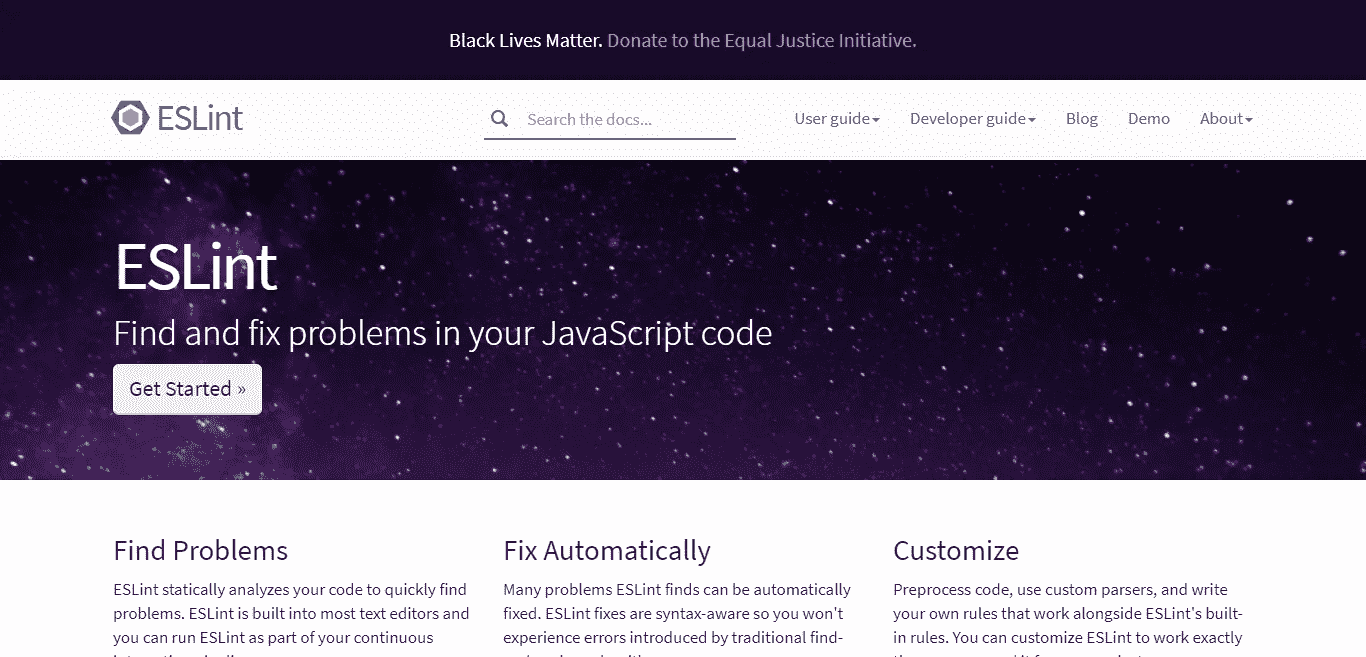 Black Lives Matter. Donate to the Equal Justice Initiative.
ESLint
Search the docs...
User guide
Developer guide
Blog
Demo
About
ESLint
Find and fix problems in your JavaScript code
Get Started »
Find Problems
ESLint statically analyzes your code to quickly find
problems. ESLint is built into most text editors and
you can run ESLint as part of your continuous
Fix Automatically
Many problems ESLint finds can be automatically
fixed. ESLint fixes are syntax-aware so you won't
experience errors introduced by traditional find-
Customize
Preprocess code, use custom parsers, and write
your own rules that work alongside ESLint's built-
in rules. You can customize ESLint to work exactly